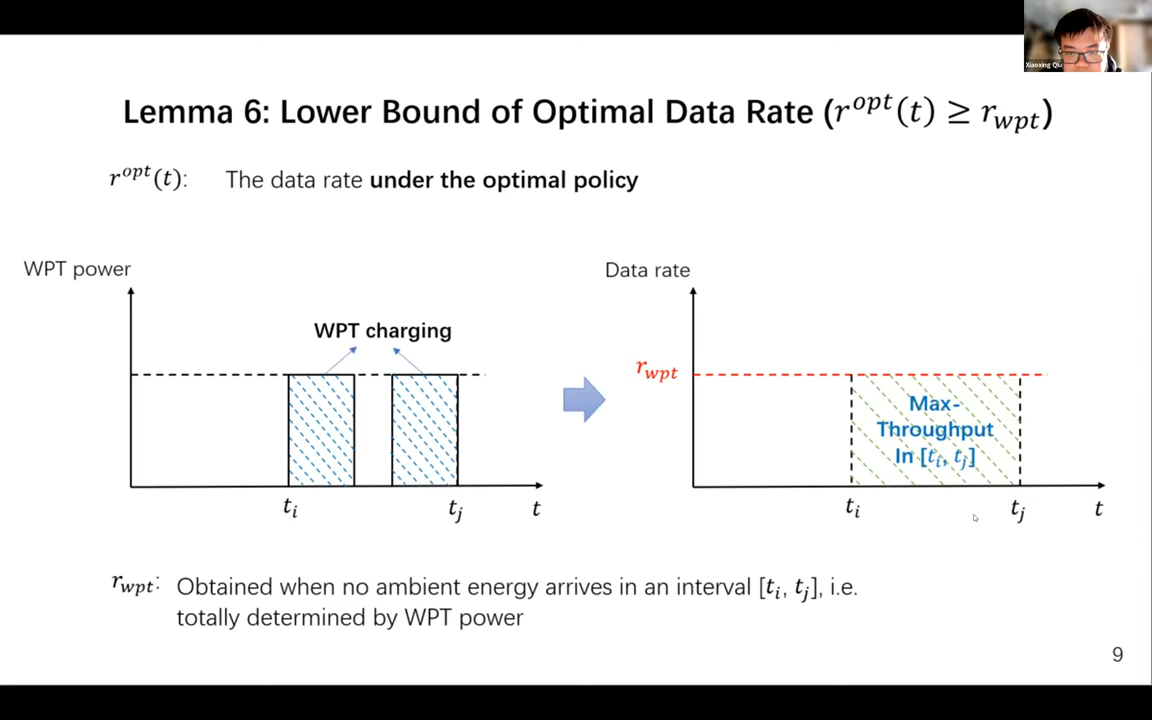 Xiaoxing Qiu
Lemma 6: Lower Bound of Optimal Data Rate (r^opt(t) ≥ r_wpt)
r^opt(t): The data rate under the optimal policy
WPT power
Data rate
WPT charging
r_wpt
Max-
Throughput
In [t_i, t_j]
t_i t_j t
t_i t_j t
r_wpt: Obtained when no ambient energy arrives in an interval [t_i, t_j], i.e.
totally determined by WPT power
9